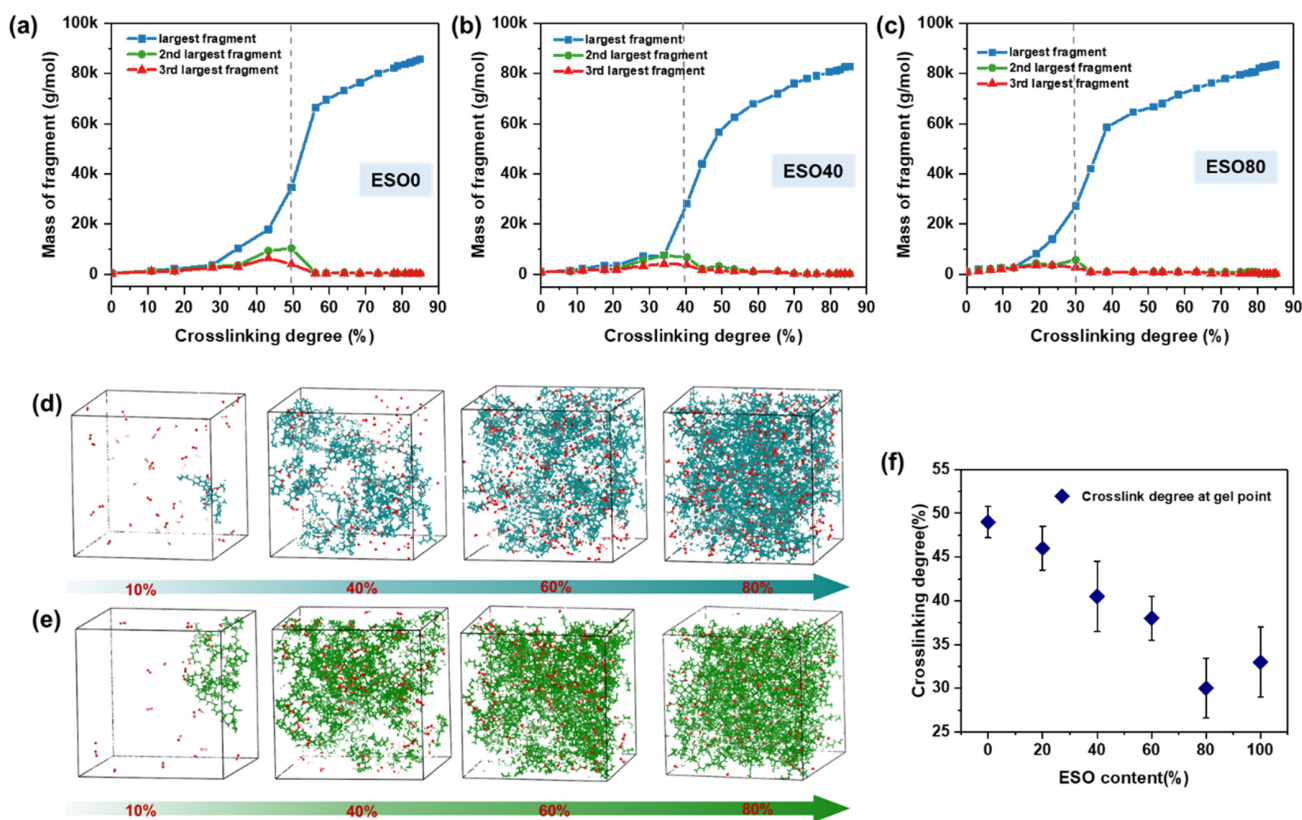 (a)
100k
80k
60k
40k
20k
0
Mass of fragment (g/mol)
largest fragment
2nd largest fragment
3rd largest fragment
ESO0
0 10 20 30 40 50 60 70 80 90
Crosslinking degree (%)
(b)
100k
80k
60k
40k
20k
0
Mass of fragment (g/mol)
largest fragment
2nd largest fragment
3rd largest fragment
ESO40
0 10 20 30 40 50 60 70 80 90
Crosslinking degree (%)
(c)
100k
80k
60k
40k
20k
0
Mass of fragment (g/mol)
largest fragment
2nd largest fragment
3rd largest fragment
ESO80
0 10 20 30 40 50 60 70 80 90
Crosslinking degree (%)
(d)
10% 40% 60% 80%
(e)
10% 40% 60% 80%
(f)
55
50
45
40
35
30
25
Crosslinking degree(%)
Crosslink degree at gel point
0 20 40 60 80 100
ESO content(%)